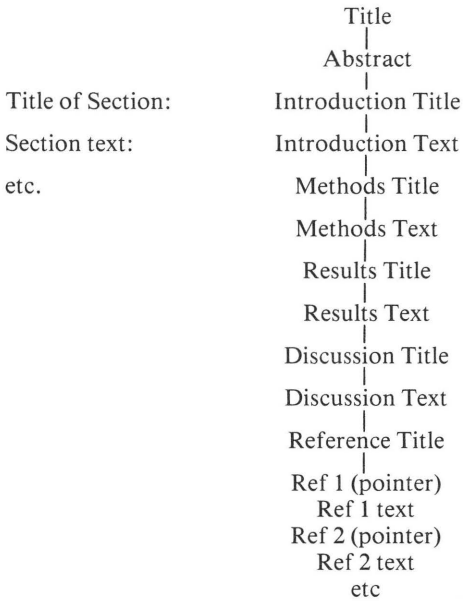 Title
Abstract
Title of Section: Introduction Title
Section text: Introduction Text
etc. Methods Title
Methods Text
Results Title
Results Text
Discussion Title
Discussion Text
Reference Title
Ref 1 (pointer)
Ref 1 text
Ref 2 (pointer)
Ref 2 text
etc